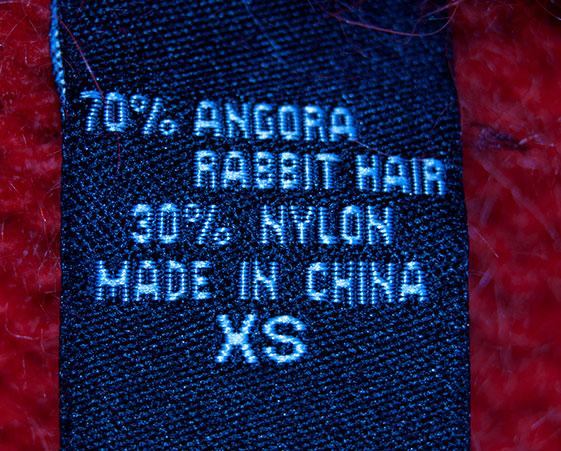 70% ANGORA
RABBIT HAIR
30% NYLON
MADE IN CHINA
XS